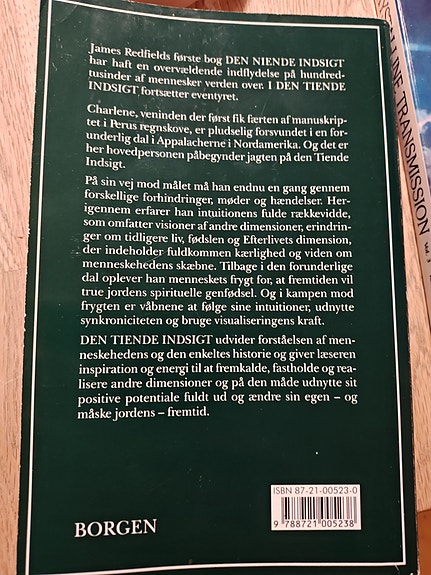 James Redfields første bog DEN NIENDE INDSIGT
har haft en overvældende indflydelse på hundred-
tusinder af mennesker verden over. I DEN TIENDE
INDSIGT fortsætter eventyret.
Charlene, veninden der først fik færten af manuskrip-
tet i Perus regnskove, er pludselig forsvundet i en for-
underlig dal i Appalacherne i Nordamerika. Og det er
her hovedpersonen påbegynder jagten på den Tiende
Indsigt.
På sin vej mod målet må han endnu en gang gennem
forskellige forhindringer, møder og hændelser. Her-
igennem erfarer han intuitionens fulde rækkevidde,
som omfatter visioner af andre dimensioner, erindrin-
ger om tidligere liv, fødslen og Efterlivets dimension,
der indeholder fuldkommen kærlighed og viden om
menneskehedens skæbne. Tilbage i den forunderlige
dal oplever han menneskets frygt for, at fremtiden vil
true jordens spirituelle genfødsel. Og i kampen mod
frygten er våbnene at følge sine intuitioner, udnytte
synkroniciteten og bruge visualiseringens kraft.
DEN TIENDE INDSIGT udvider forståelsen af men-
neskehedens og den enkeltes historie og giver læseren
inspiration og energi til at fremkalde, fastholde og rea-
lisere andre dimensioner og på den måde udnytte sit
positive potentiale fuldt ud og ændre sin egen – og
måske jordens – fremtid.
ISBN 87-21-00523-0
9 788721 005238
BORGEN
LINE TRANSMISSION